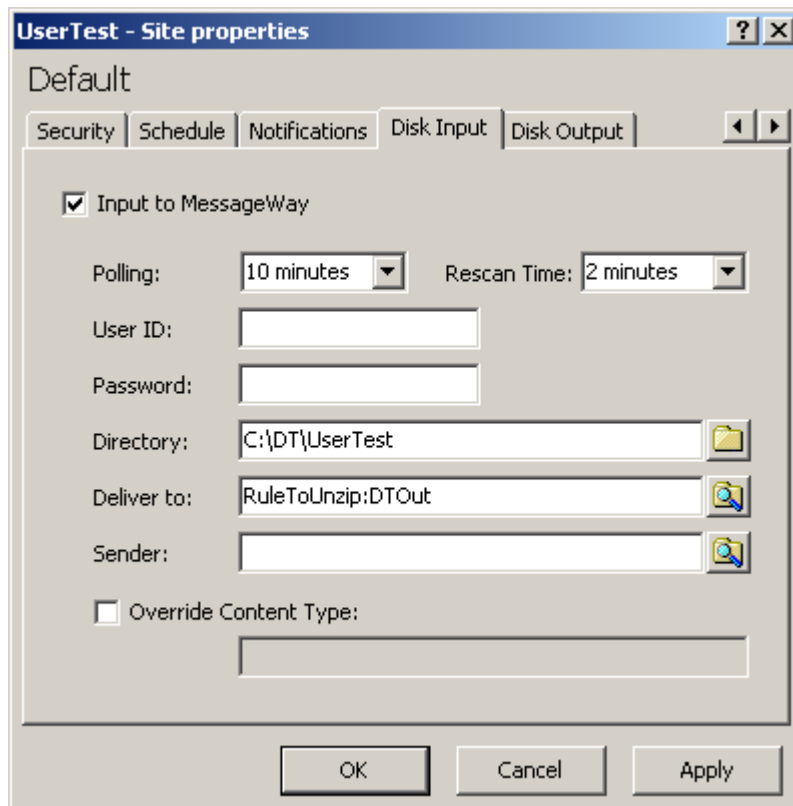 UserTest - Site properties
Default
Security Schedule Notifications Disk Input Disk Output
Input to MessageWay
Polling: 10 minutes Rescan Time: 2 minutes
User ID:
Password:
Directory: C:\DT\UserTest
Deliver to: RuleToUnzip:DTOut
Sender:
Override Content Type:
OK Cancel Apply